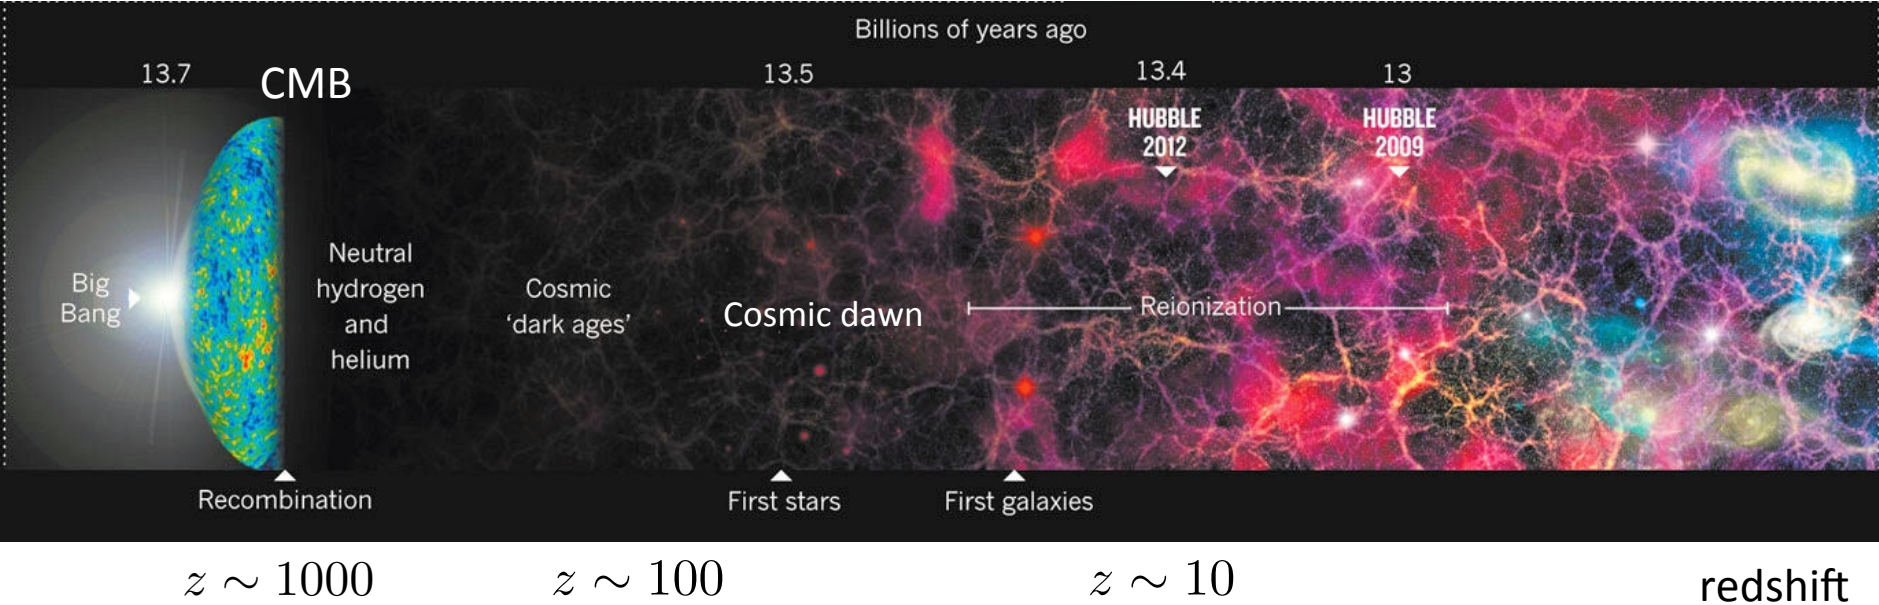 Billions of years ago
13.7
CMB
13.5
13.4
13
HUBBLE
2012
HUBBLE
2009
Big
Bang
Neutral
hydrogen
and
helium
Cosmic
‘dark ages’
Cosmic dawn
Reionization
Recombination
First stars
First galaxies
z ∼ 1000
z ∼ 100
z ∼ 10
redshift